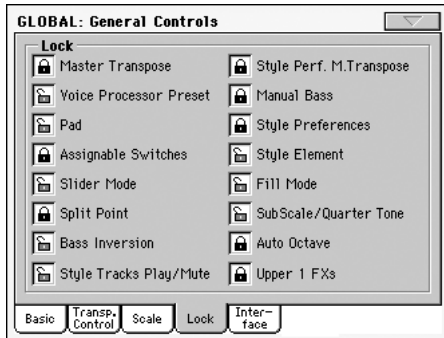 GLOBAL: General Controls
Lock
Master Transpose
Style Perf. M.Transpose
Voice Processor Preset
Manual Bass
Pad
Style Preferences
Assignable Switches
Style Element
Slider Mode
Fill Mode
Split Point
SubScale/Quarter Tone
Bass Inversion
Auto Octave
Style Tracks Play/Mute
Upper 1 FXs
Basic
Transp.
Control
Scale
Lock
Inter-
face